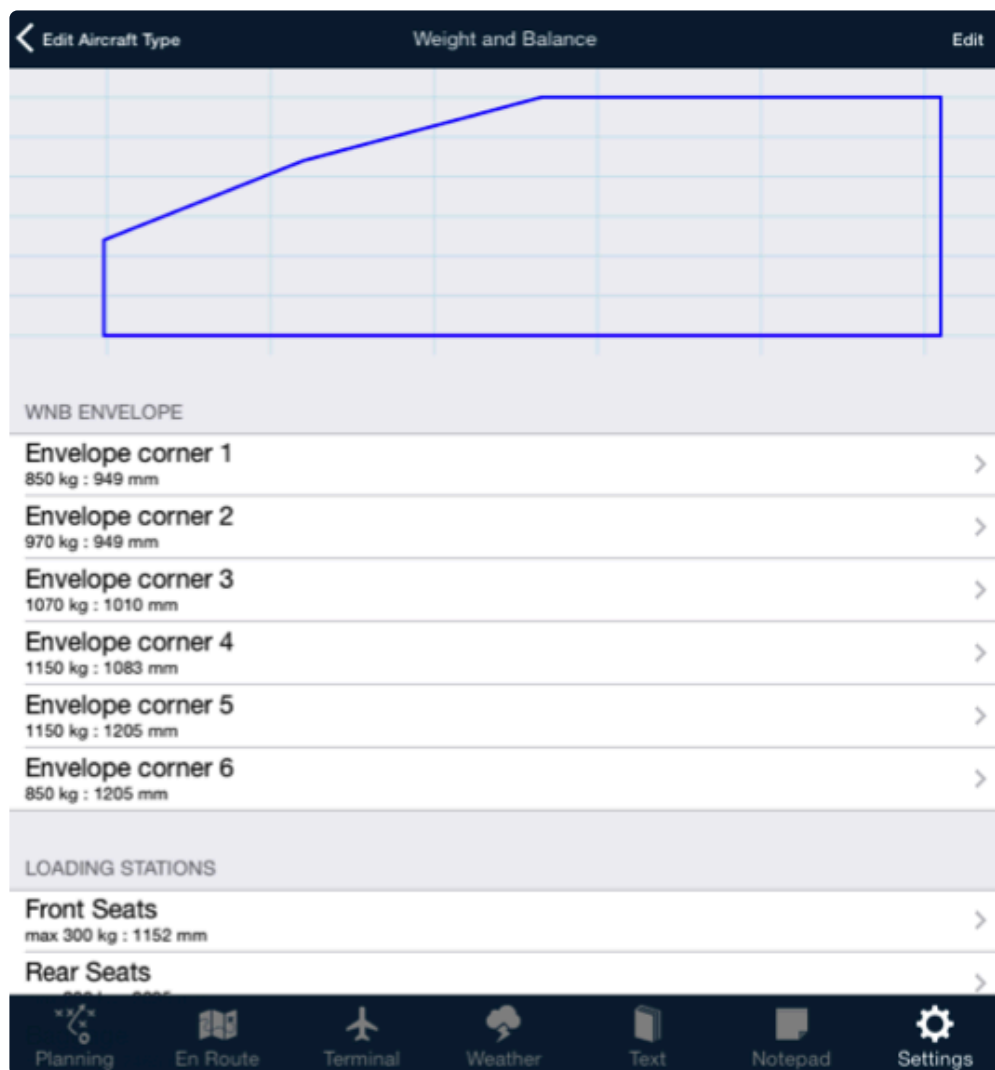 Edit Aircraft Type Weight and Balance Edit
WNB ENVELOPE
Envelope corner 1
850 kg : 949 mm
Envelope corner 2
970 kg : 949 mm
Envelope corner 3
1070 kg : 1010 mm
Envelope corner 4
1150 kg : 1083 mm
Envelope corner 5
1150 kg : 1205 mm
Envelope corner 6
850 kg : 1205 mm
LOADING STATIONS
Front Seats
max 300 kg : 1152 mm
Rear Seats
Planning En Route Terminal Weather Text Notepad Settings